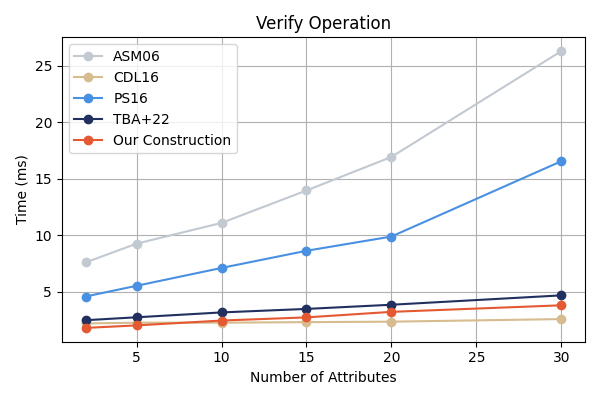 Verify Operation
ASM06
CDL16
PS16
TBA+22
Our Construction
Time (ms)
25
20
15
10
5
5 10 15 20 25 30
Number of Attributes